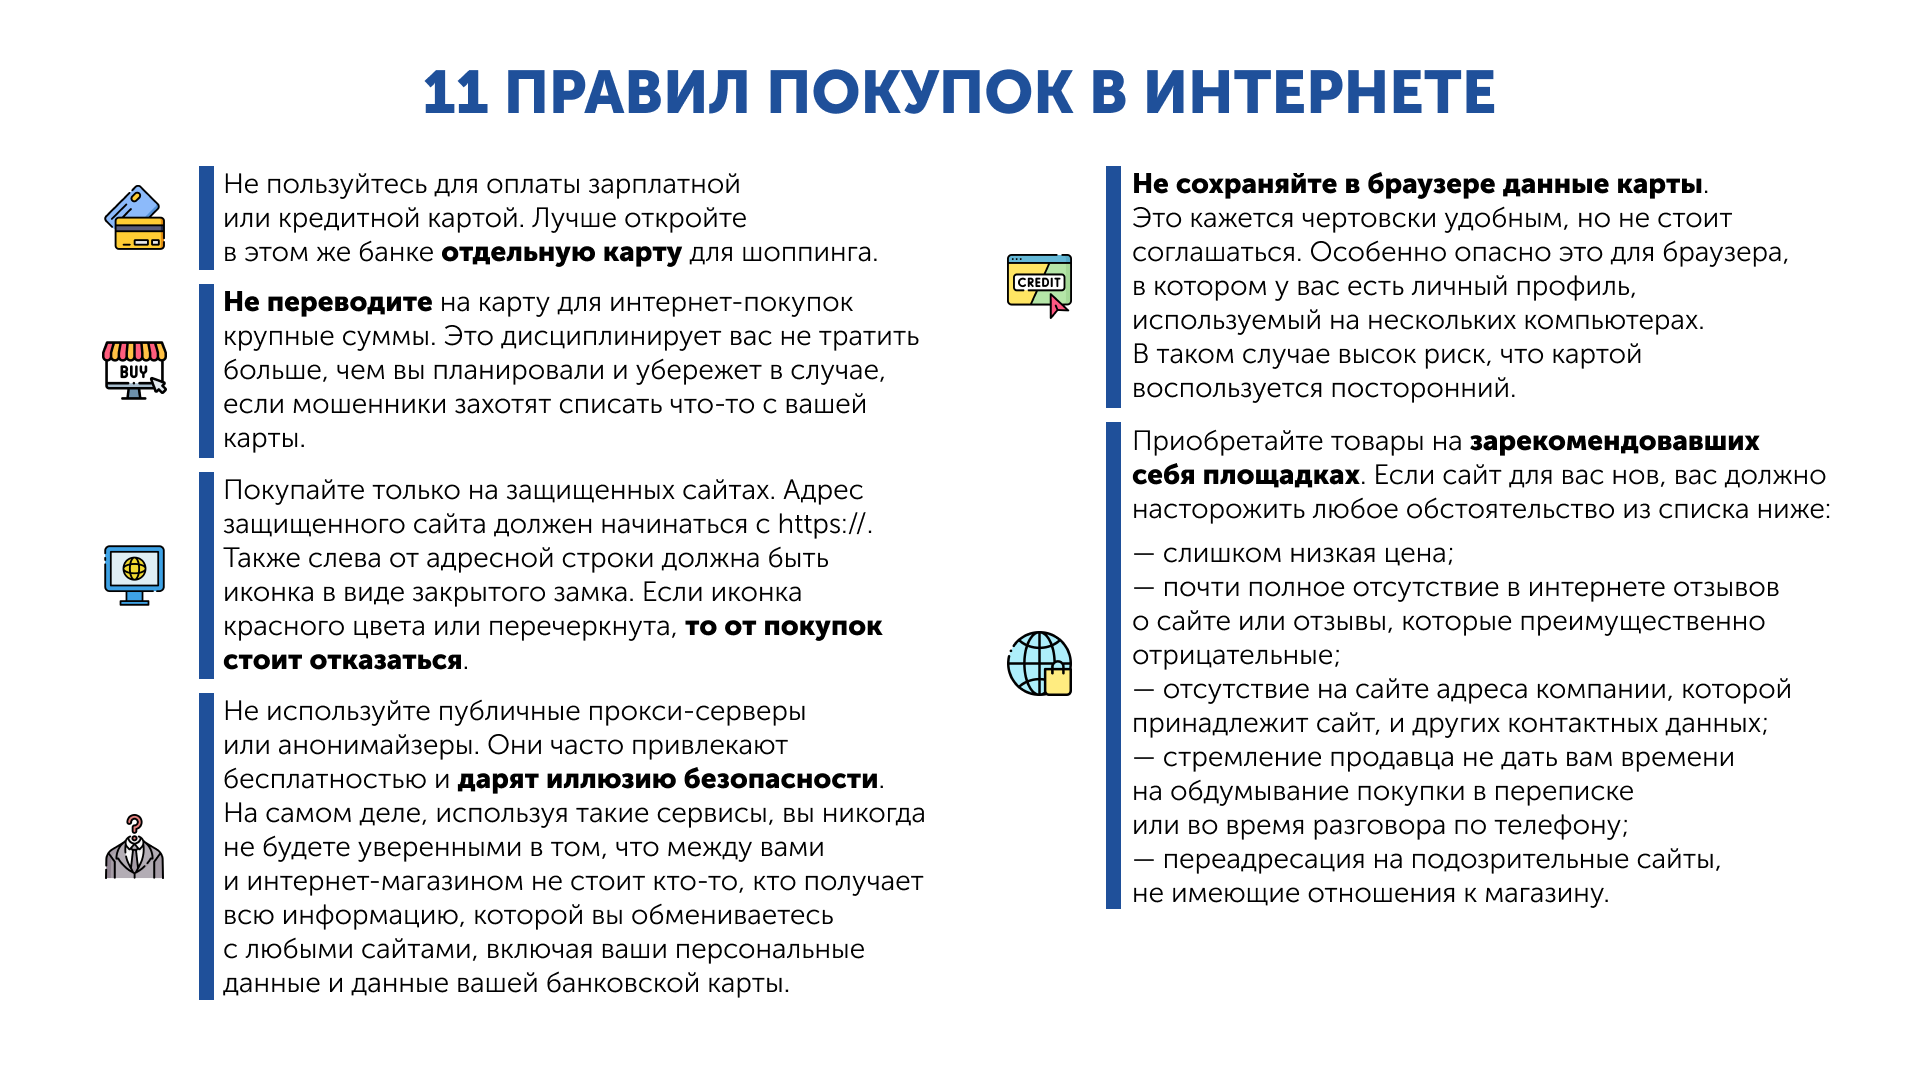 11 ПРАВИЛ ПОКУПОК В ИНТЕРНЕТЕ
Не пользуйтесь для оплаты зарплатной
или кредитной картой. Лучше откройте
в этом же банке отдельную карту для шоппинга.
BUY
Не переводите на карту для интернет-покупок
крупные суммы. Это дисциплинирует вас не тратить
больше, чем вы планировали и убережет в случае,
если мошенники захотят списать что-то с вашей
карты.
Покупайте только на защищенных сайтах. Адрес
защищенного сайта должен начинаться с https://.
Также слева от адресной строки должна быть
иконка в виде закрытого замка. Если иконка
красного цвета или перечеркнута, то от покупок
стоит отказаться.
?
Не используйте публичные прокси-серверы
или анонимайзеры. Они часто привлекают
бесплатностью и дарят иллюзию безопасности.
На самом деле, используя такие сервисы, вы никогда
не будете уверенными в том, что между вами
и интернет-магазином не стоит кто-то, кто получает
всю информацию, которой вы обмениваетесь
с любыми сайтами, включая ваши персональные
данные и данные вашей банковской карты.
CREDIT
Не сохраняйте в браузере данные карты.
Это кажется чертовски удобным, но не стоит
соглашаться. Особенно опасно это для браузера,
в котором у вас есть личный профиль,
используемый на нескольких компьютерах.
В таком случае высок риск, что картой
воспользуется посторонний.
Приобретайте товары на зарекомендовавших
себя площадках. Если сайт для вас нов, вас должно
насторожить любое обстоятельство из списка ниже:
— слишком низкая цена;
— почти полное отсутствие в интернете отзывов
о сайте или отзывы, которые преимущественно
отрицательные;
— отсутствие на сайте адреса компании, которой
принадлежит сайт, и других контактных данных;
— стремление продавца не дать вам времени
на обдумывание покупки в переписке
или во время разговора по телефону;
— переадресация на подозрительные сайты,
не имеющие отношения к магазину.